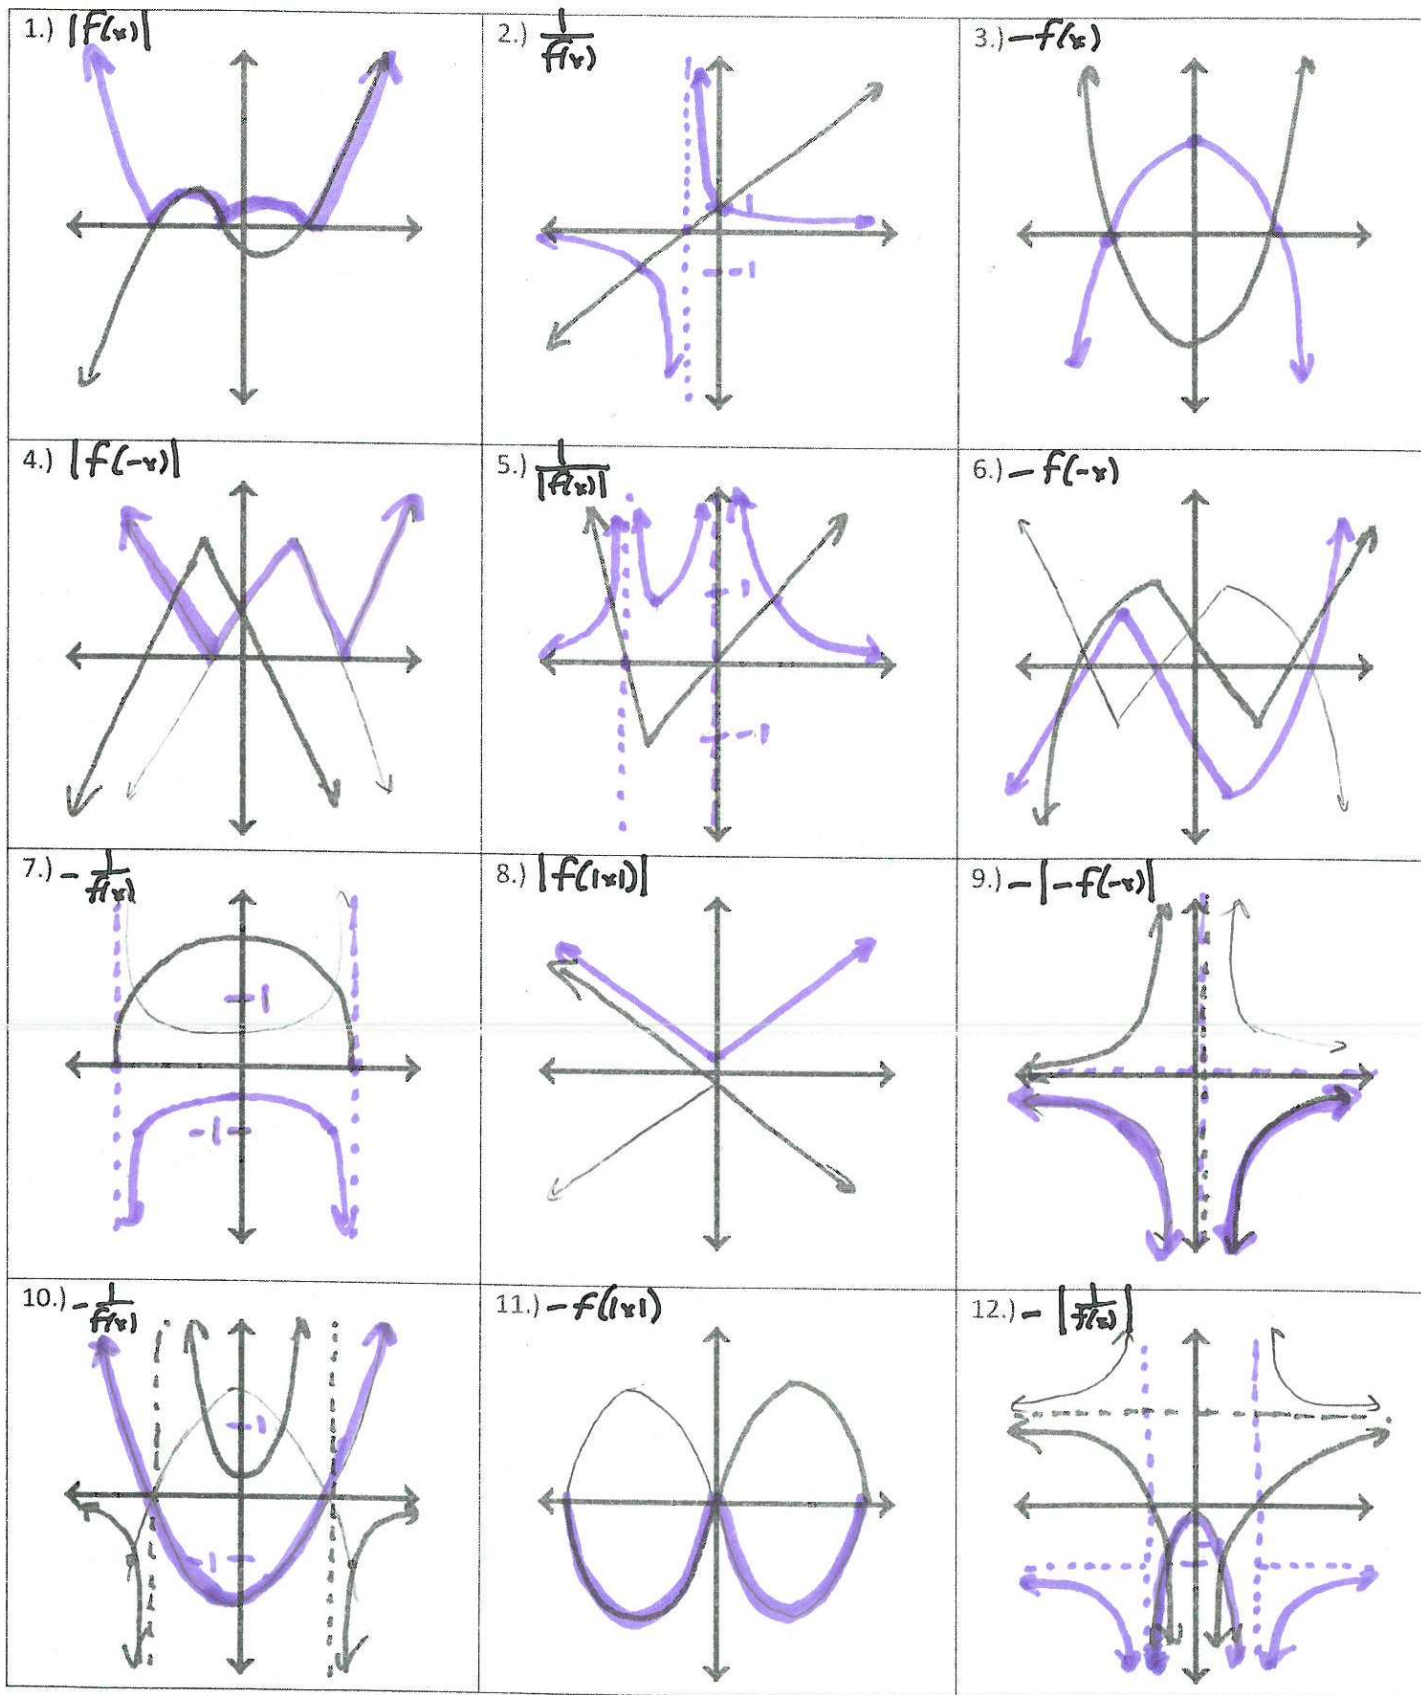 1.) |f(x)|
2.) 1/f(x)
1
-1
3.) -f(x)
4.) |f(-x)|
5.) 1/|f(x)|
1
-1
6.) -f(-x)
7.) - 1/f(x)
1
-1
8.) |f(|x|)|
9.) -|-f(-x)|
10.) - 1/f(x)
1
-1
11.) -f(|x|)
12.) -|1/f(x)|